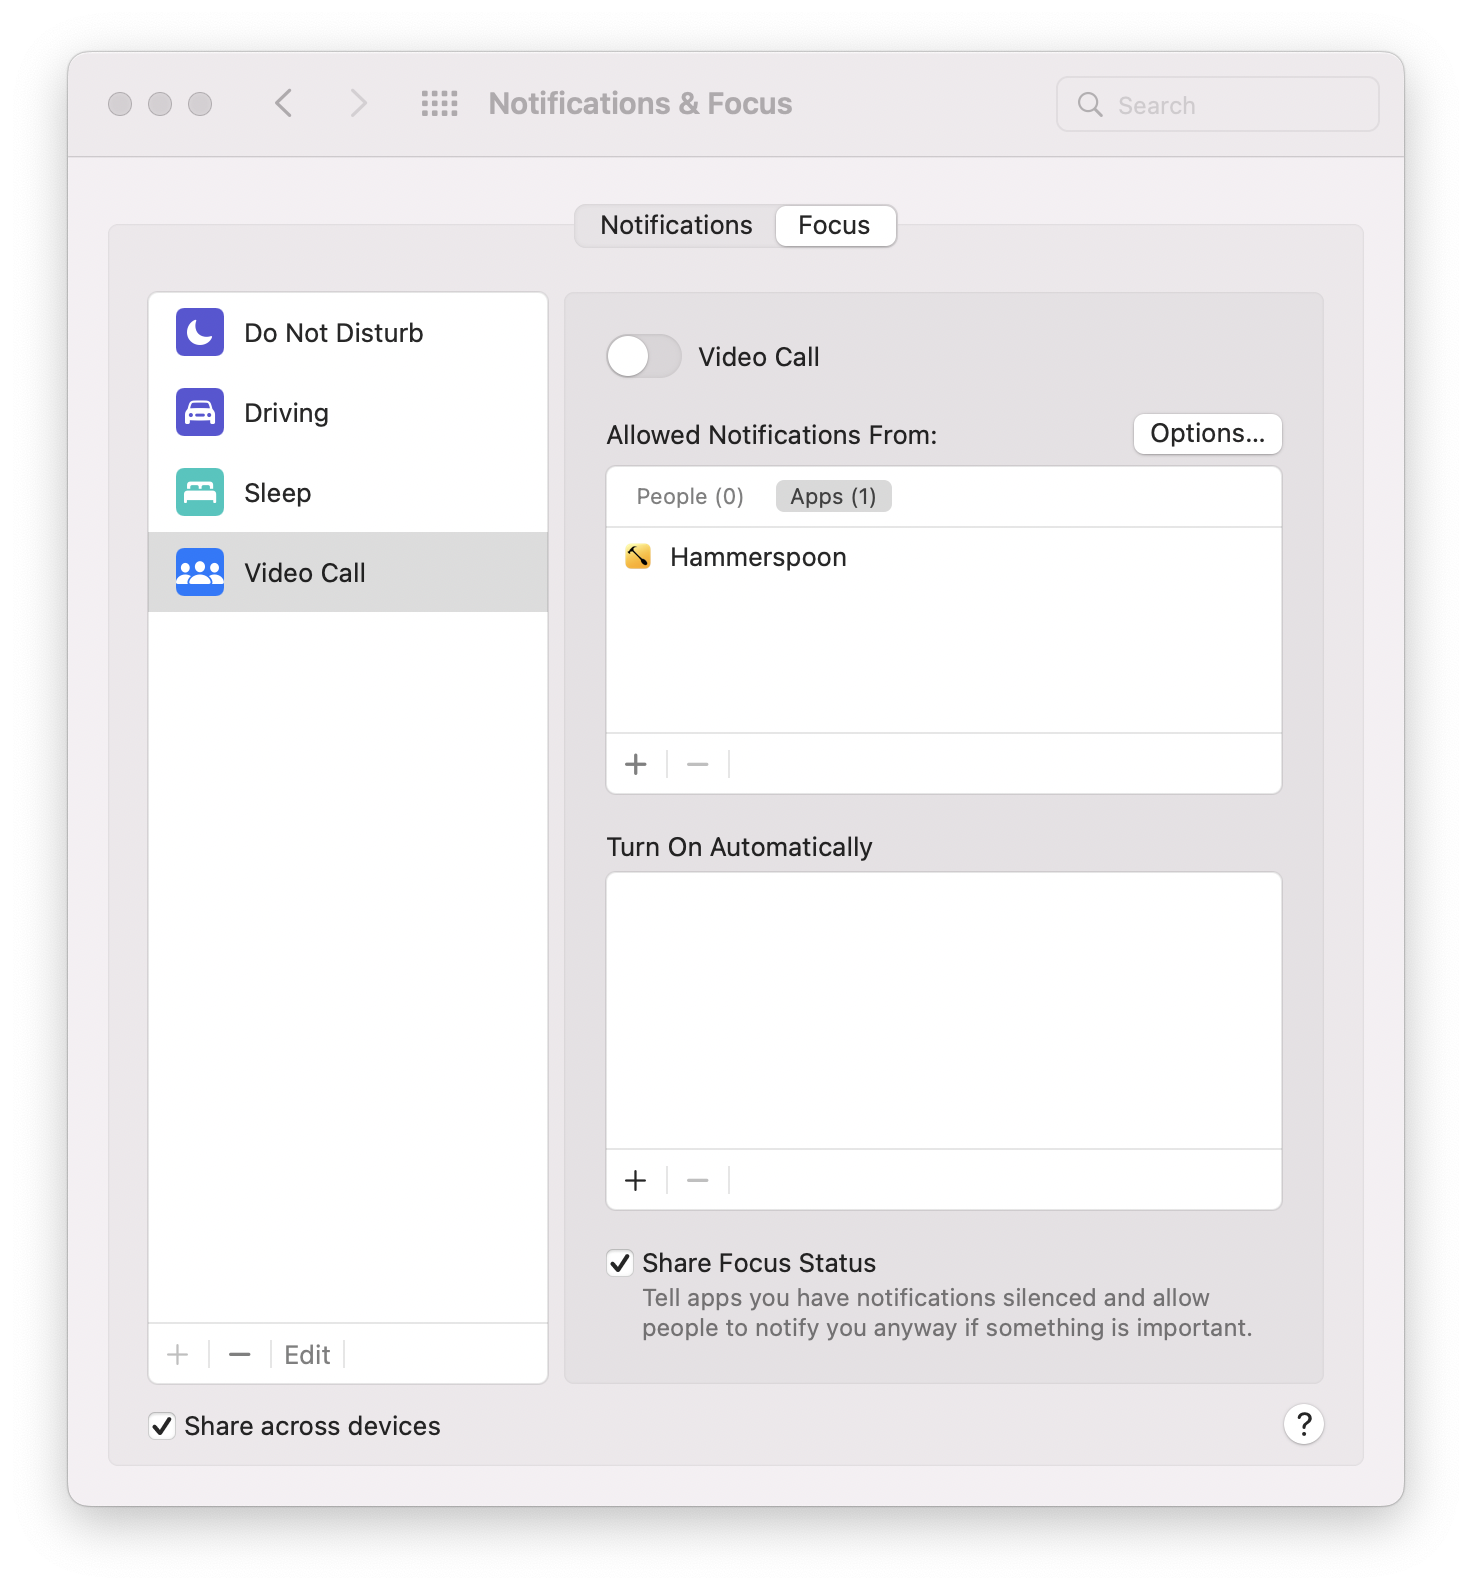 Notifications & Focus
Search
Notifications
Focus
Do Not Disturb
Driving
Sleep
Video Call
Edit
Share across devices
Video Call
Allowed Notifications From:
Options...
People (0)
Apps (1)
Hammerspoon
Turn On Automatically
Share Focus Status
Tell apps you have notifications silenced and allow
people to notify you anyway if something is important.
?